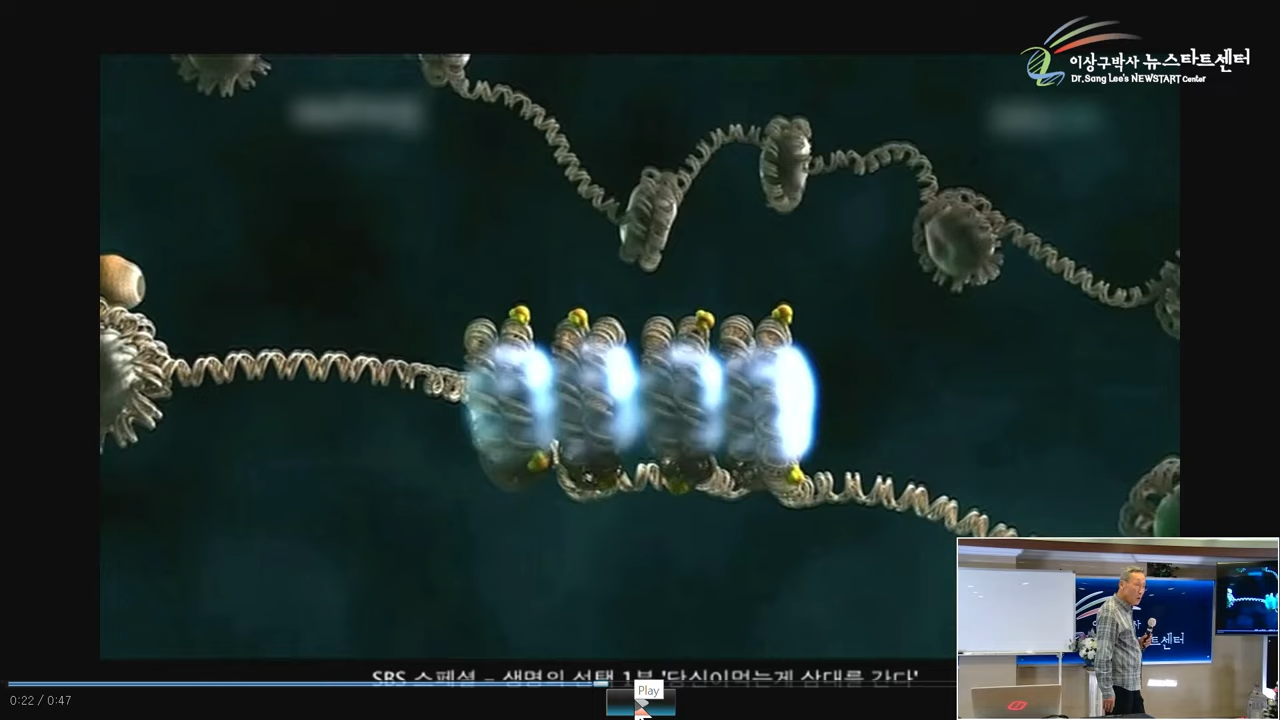 이상구박사 뉴스타트센터
Dr. Sang Lee's NEWSTART Center
SBS 스페셜 - 생명의 선택 1부 '당신이먹는게 삼대를 간다'
Play
0:22 / 0:47